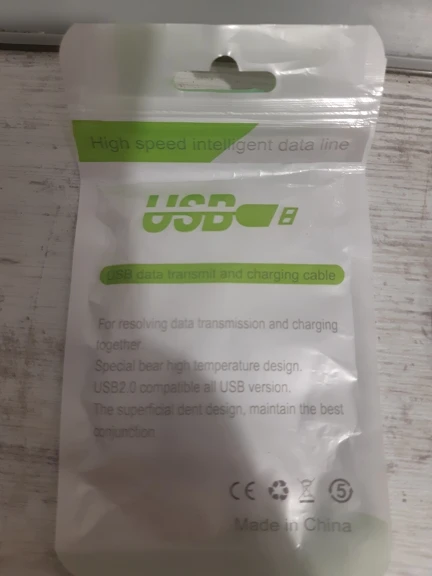 High speed intelligent data line
USB
USB data transmit and charging cable
For resolving data transmission and charging
together.
Special bear high temperature design.
USB2.0 compatible all USB version.
The superficial dent design, maintain the best
conjunction
CE 5
Made in China